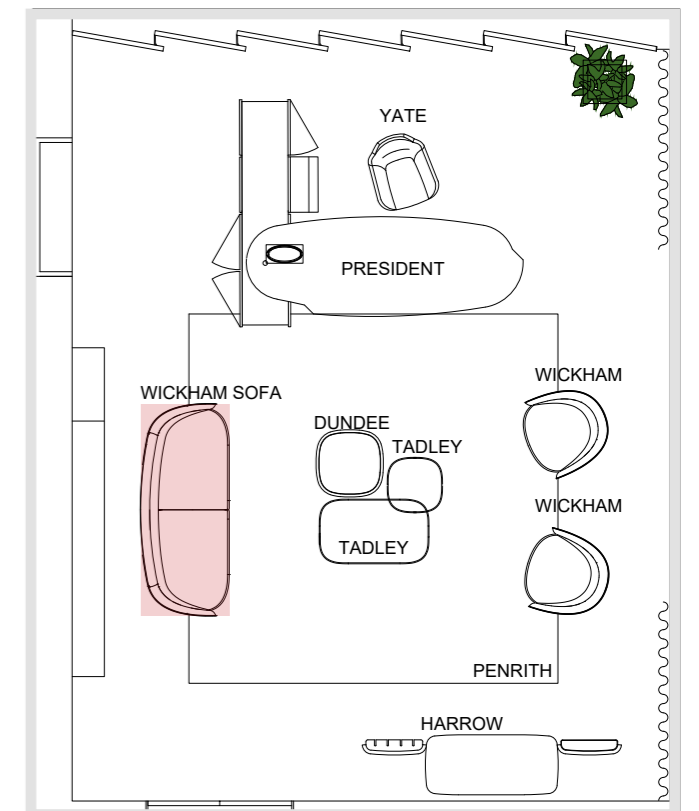 YATE
PRESIDENT
WICKHAM SOFA
WICKHAM
DUNDEE
TADLEY
WICKHAM
TADLEY
PENRITH
HARROW